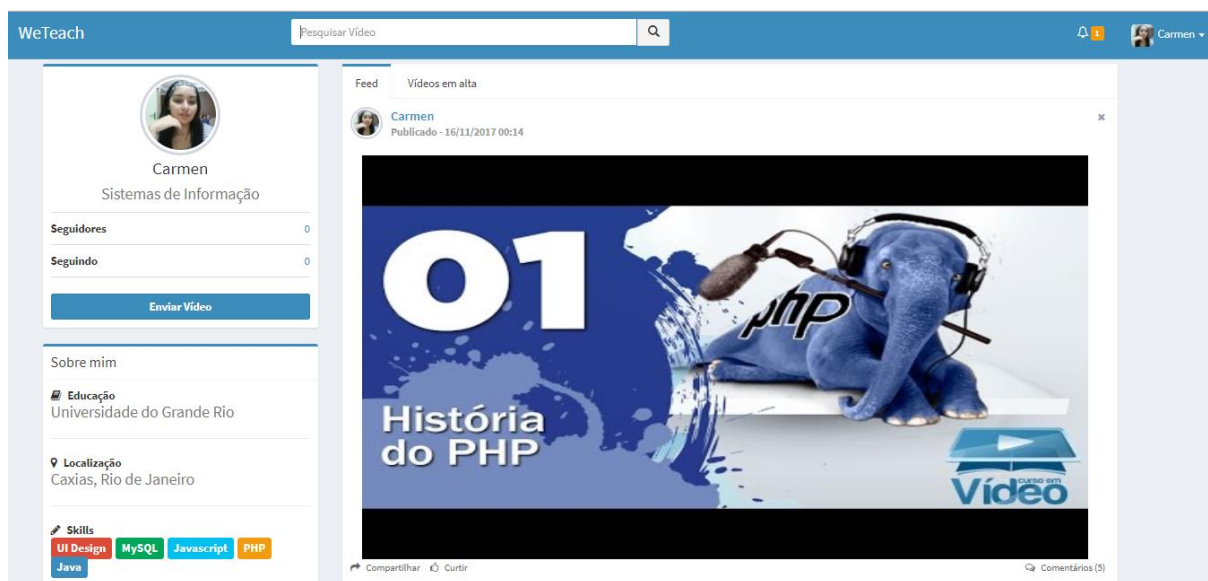 WeTeach
Pesquisar Vídeo
1
Carmen
Carmen
Sistemas de Informação
Seguidores 0
Seguindo 0
Enviar Vídeo
Sobre mim
Educação
Universidade do Grande Rio
Localização
Caxias, Rio de Janeiro
Skills
UI Design MySQL Javascript PHP
Java
Feed Vídeos em alta
Carmen
Publicado - 16/11/2017 00:14
01
php
História
do PHP
curso em
Vídeo
Compartilhar Curtir Comentários (5)